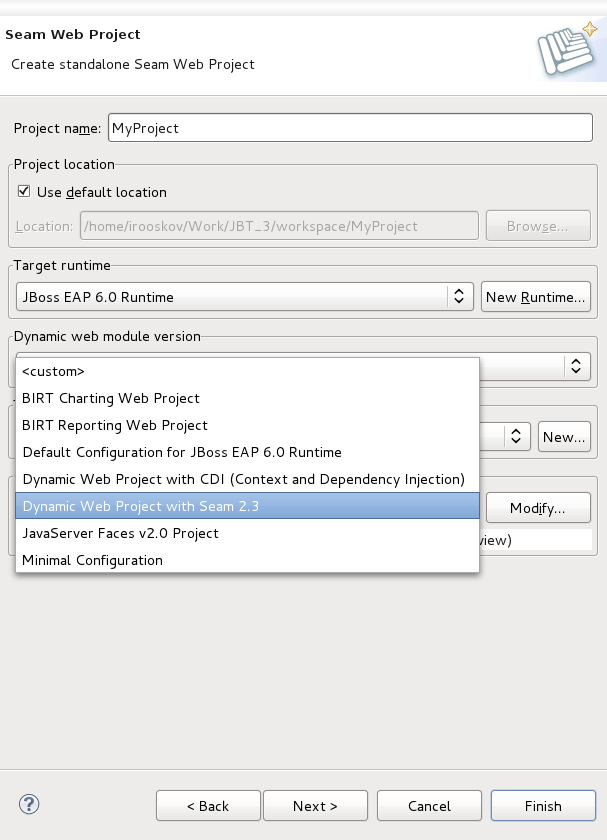 Seam Web Project
Create standalone Seam Web Project
Project name: MyProject
Project location
Use default location
Location: /home/irooskov/Work/JBT_3/workspace/MyProject Browse...
Target runtime
JBoss EAP 6.0 Runtime New Runtime...
Dynamic web module version
<custom>
BIRT Charting Web Project
BIRT Reporting Web Project
Default Configuration for JBoss EAP 6.0 Runtime
New...
Dynamic Web Project with CDI (Context and Dependency Injection)
Dynamic Web Project with Seam 2.3
Modify...
JavaServer Faces v2.0 Project
view)
Minimal Configuration
? < Back Next > Cancel Finish